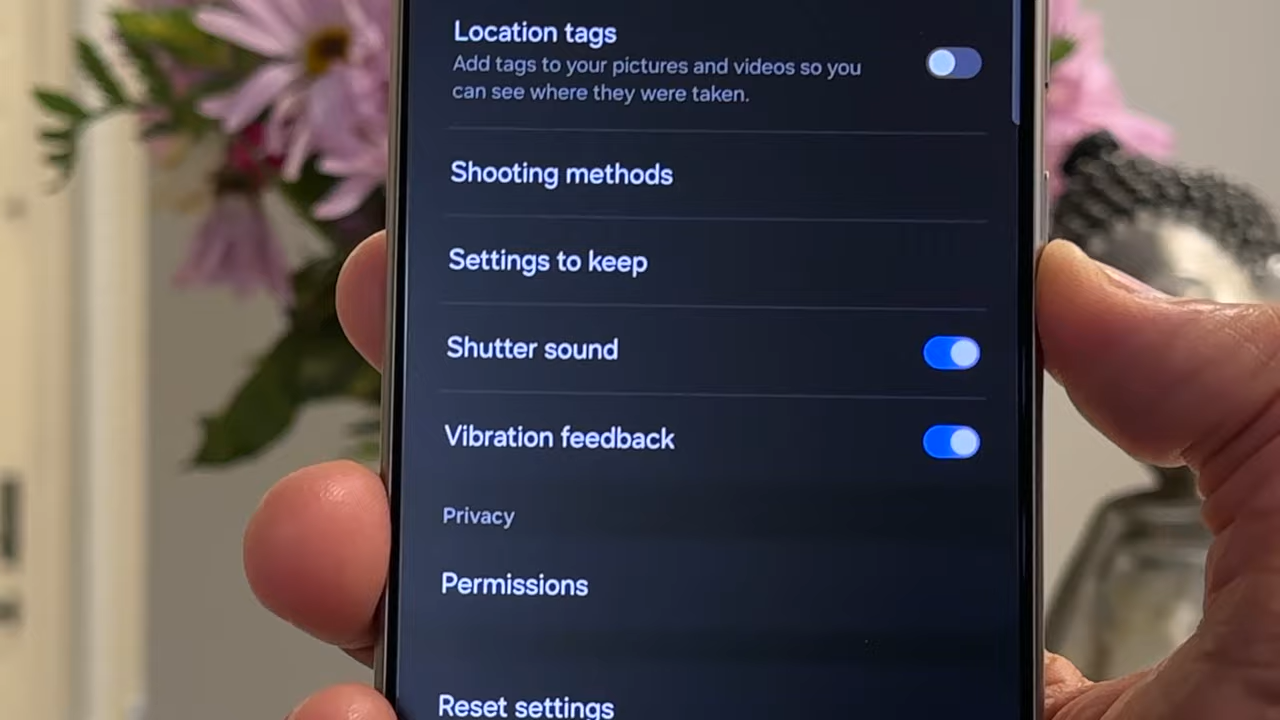 Location tags
Add tags to your pictures and videos so you
can see where they were taken.
Shooting methods
Settings to keep
Shutter sound
Vibration feedback
Privacy
Permissions
Reset settings